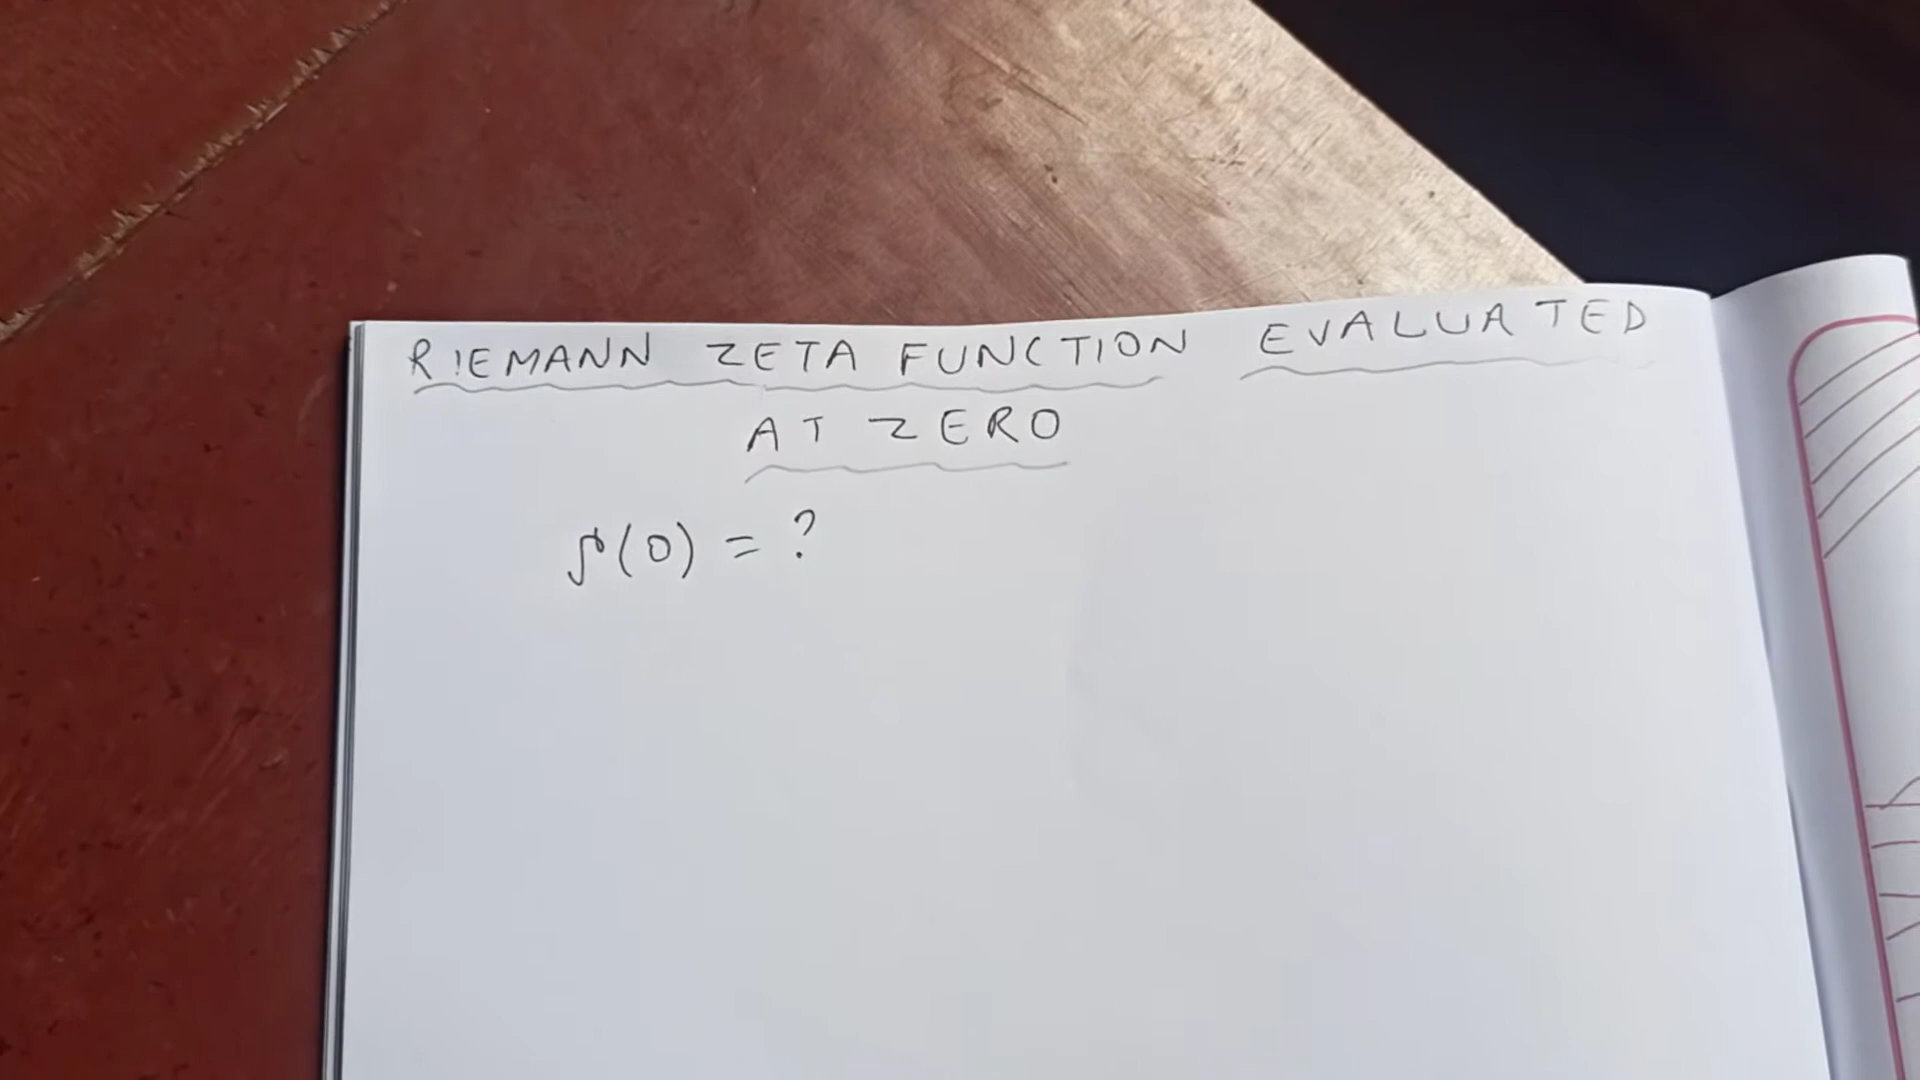 RIEMANN ZETA FUNCTION EVALUATED
AT ZERO
ζ(0) = ?